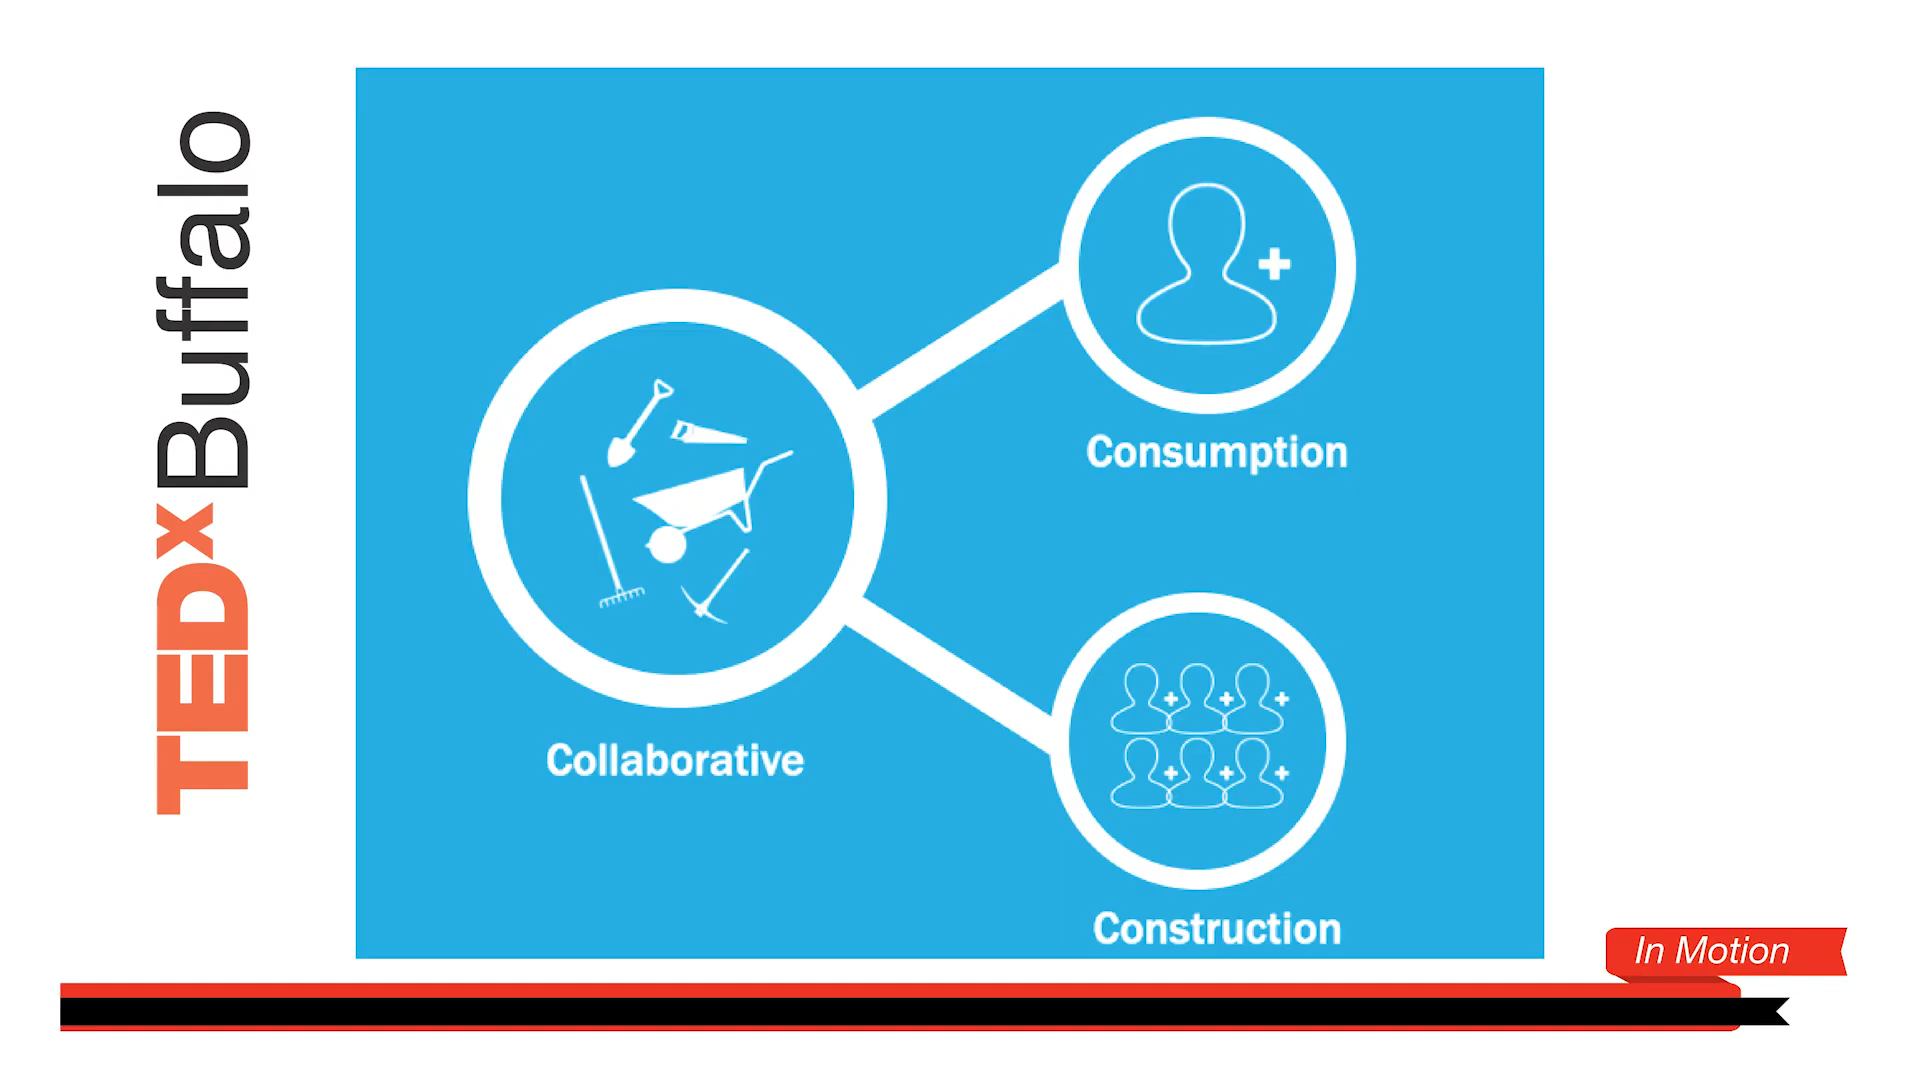 TEDxBuffalo
Consumption
Collaborative
Construction
In Motion